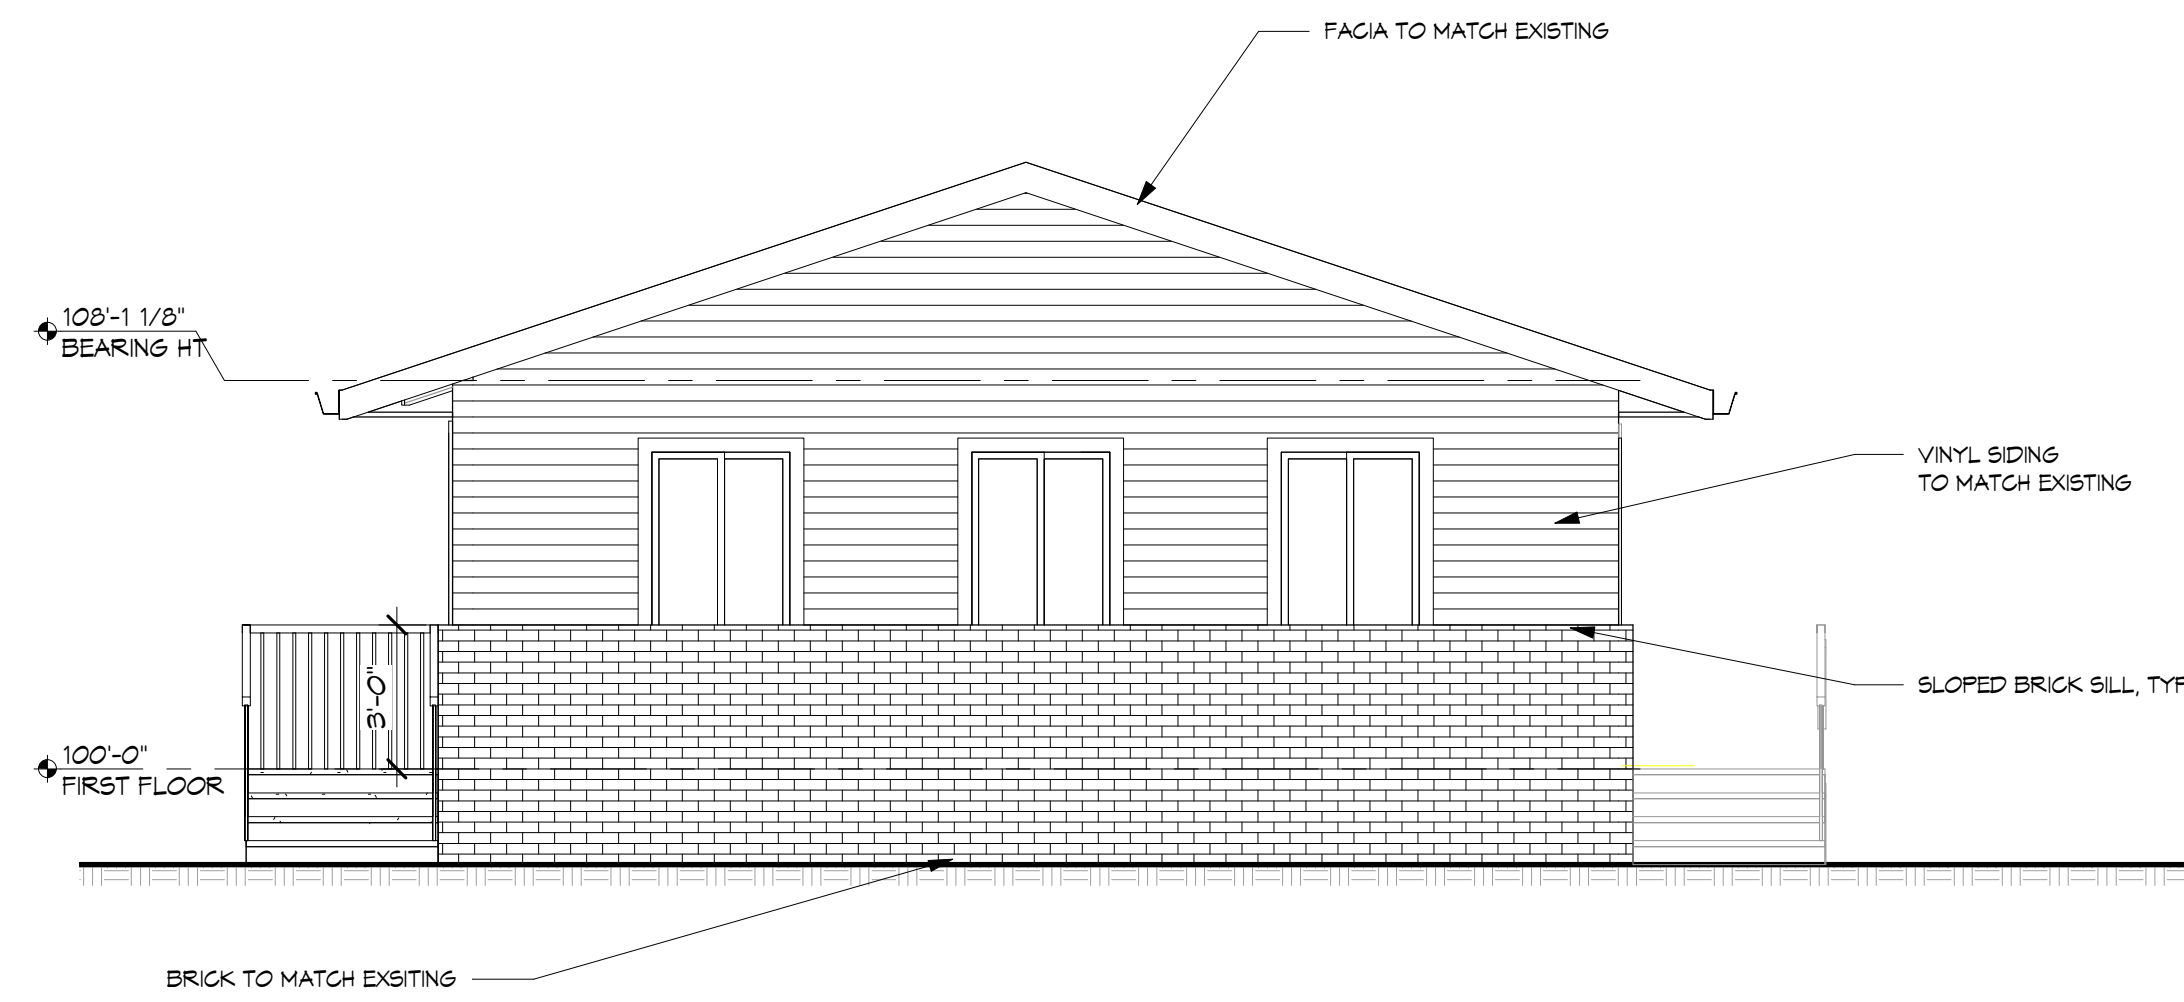 FACIA TO MATCH EXISTING
108'-1 1/8"
BEARING HT
VINYL SIDING
TO MATCH EXISTING
SLOPED BRICK SILL, TYP
3'-0"
100'-0"
FIRST FLOOR
BRICK TO MATCH EXSITING